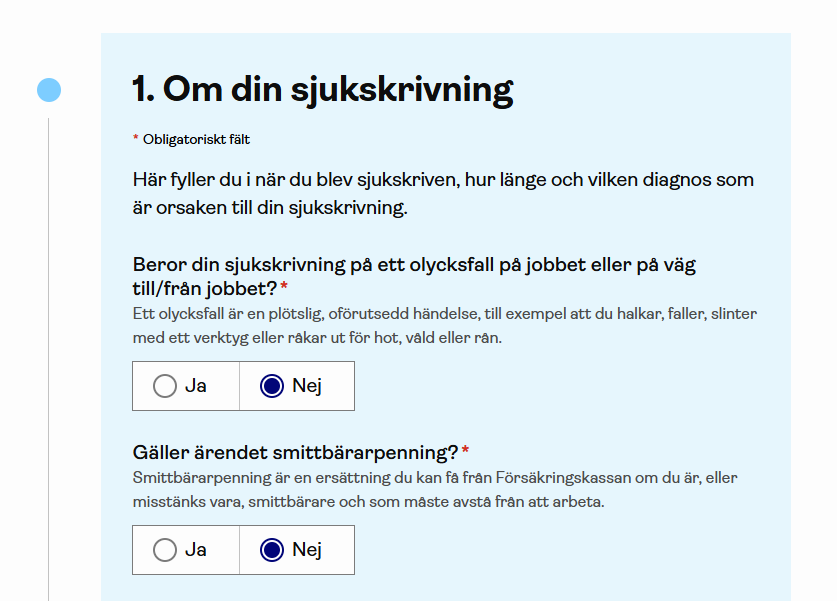 1. Om din sjukskrivning
* Obligatoriskt fält
Här fyller du i när du blev sjukskriven, hur länge och vilken diagnos som
är orsaken till din sjukskrivning.
Beror din sjukskrivning på ett olycksfall på jobbet eller på väg
till/från jobbet? *
Ett olycksfall är en plötslig, oförutsedd händelse, till exempel att du halkar, faller, slinter
med ett verktyg eller råkar ut för hot, våld eller rån.
Ja Nej
Gäller ärendet smittbärarpenning? *
Smittbärarpenning är en ersättning du kan få från Försäkringskassan om du är, eller
misstänks vara, smittbärare och som måste avstå från att arbeta.
Ja Nej